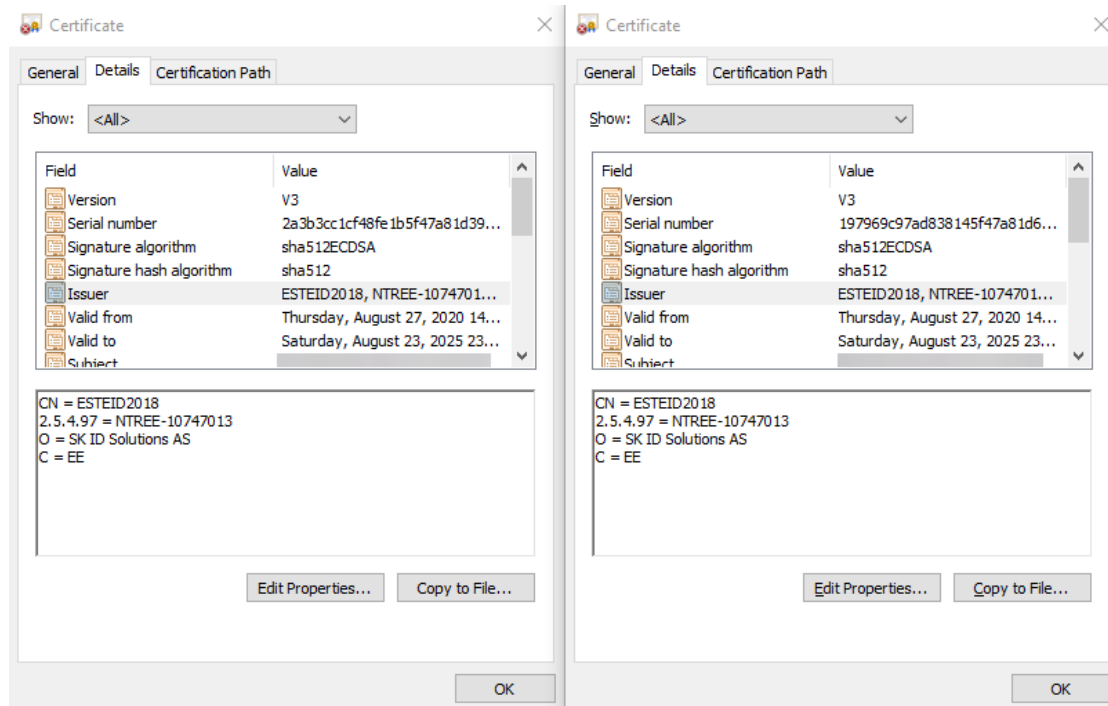 Certificate
General Details Certification Path
Show: <All>
Field Value
Version V3
Serial number 2a3b3cc1cf48fe1b5f47a81d39...
Signature algorithm sha512ECDSA
Signature hash algorithm sha512
Issuer ESTEID2018, NTREE-1074701...
Valid from Thursday, August 27, 2020 14...
Valid to Saturday, August 23, 2025 23...
Subject
CN = ESTEID2018
2.5.4.97 = NTREE-10747013
O = SK ID Solutions AS
C = EE
Edit Properties... Copy to File...
OK
Certificate
General Details Certification Path
Show: <All>
Field Value
Version V3
Serial number 197969c97ad838145f47a81d6...
Signature algorithm sha512ECDSA
Signature hash algorithm sha512
Issuer ESTEID2018, NTREE-1074701...
Valid from Thursday, August 27, 2020 14...
Valid to Saturday, August 23, 2025 23...
Subject
CN = ESTEID2018
2.5.4.97 = NTREE-10747013
O = SK ID Solutions AS
C = EE
Edit Properties... Copy to File...
OK